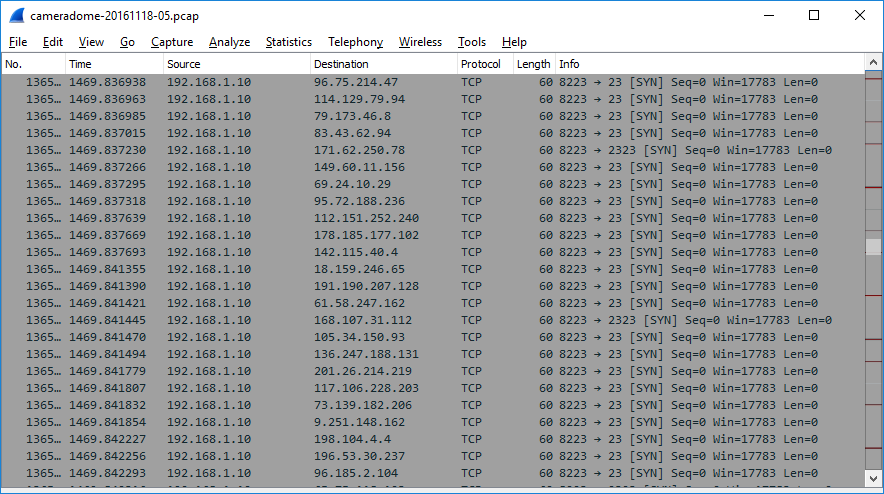 cameradome-20161118-05.pcap
File Edit View Go Capture Analyze Statistics Telephony Wireless Tools Help
No. Time Source Destination Protocol Length Info
1365… 1469.836938 192.168.1.10 96.75.214.47 TCP 60 8223 → 23 [SYN] Seq=0 Win=17783 Len=0
1365… 1469.836963 192.168.1.10 114.129.79.94 TCP 60 8223 → 23 [SYN] Seq=0 Win=17783 Len=0
1365… 1469.836985 192.168.1.10 79.173.46.8 TCP 60 8223 → 23 [SYN] Seq=0 Win=17783 Len=0
1365… 1469.837015 192.168.1.10 83.43.62.94 TCP 60 8223 → 23 [SYN] Seq=0 Win=17783 Len=0
1365… 1469.837230 192.168.1.10 171.62.250.78 TCP 60 8223 → 2323 [SYN] Seq=0 Win=17783 Len=0
1365… 1469.837266 192.168.1.10 149.60.11.156 TCP 60 8223 → 23 [SYN] Seq=0 Win=17783 Len=0
1365… 1469.837295 192.168.1.10 69.24.10.29 TCP 60 8223 → 23 [SYN] Seq=0 Win=17783 Len=0
1365… 1469.837318 192.168.1.10 95.72.188.236 TCP 60 8223 → 23 [SYN] Seq=0 Win=17783 Len=0
1365… 1469.837639 192.168.1.10 112.151.252.240 TCP 60 8223 → 23 [SYN] Seq=0 Win=17783 Len=0
1365… 1469.837669 192.168.1.10 178.185.177.102 TCP 60 8223 → 23 [SYN] Seq=0 Win=17783 Len=0
1365… 1469.837693 192.168.1.10 142.115.40.4 TCP 60 8223 → 23 [SYN] Seq=0 Win=17783 Len=0
1365… 1469.841355 192.168.1.10 18.159.246.65 TCP 60 8223 → 23 [SYN] Seq=0 Win=17783 Len=0
1365… 1469.841390 192.168.1.10 191.190.207.128 TCP 60 8223 → 23 [SYN] Seq=0 Win=17783 Len=0
1365… 1469.841421 192.168.1.10 61.58.247.162 TCP 60 8223 → 23 [SYN] Seq=0 Win=17783 Len=0
1365… 1469.841445 192.168.1.10 168.107.31.112 TCP 60 8223 → 2323 [SYN] Seq=0 Win=17783 Len=0
1365… 1469.841470 192.168.1.10 105.34.150.93 TCP 60 8223 → 23 [SYN] Seq=0 Win=17783 Len=0
1365… 1469.841494 192.168.1.10 136.247.188.131 TCP 60 8223 → 23 [SYN] Seq=0 Win=17783 Len=0
1365… 1469.841779 192.168.1.10 201.26.214.219 TCP 60 8223 → 23 [SYN] Seq=0 Win=17783 Len=0
1365… 1469.841807 192.168.1.10 117.106.228.203 TCP 60 8223 → 23 [SYN] Seq=0 Win=17783 Len=0
1365… 1469.841832 192.168.1.10 73.139.182.206 TCP 60 8223 → 23 [SYN] Seq=0 Win=17783 Len=0
1365… 1469.841854 192.168.1.10 9.251.148.162 TCP 60 8223 → 23 [SYN] Seq=0 Win=17783 Len=0
1365… 1469.842227 192.168.1.10 198.104.4.4 TCP 60 8223 → 23 [SYN] Seq=0 Win=17783 Len=0
1365… 1469.842256 192.168.1.10 196.53.30.237 TCP 60 8223 → 23 [SYN] Seq=0 Win=17783 Len=0
1365… 1469.842293 192.168.1.10 96.185.2.104 TCP 60 8223 → 23 [SYN] Seq=0 Win=17783 Len=0